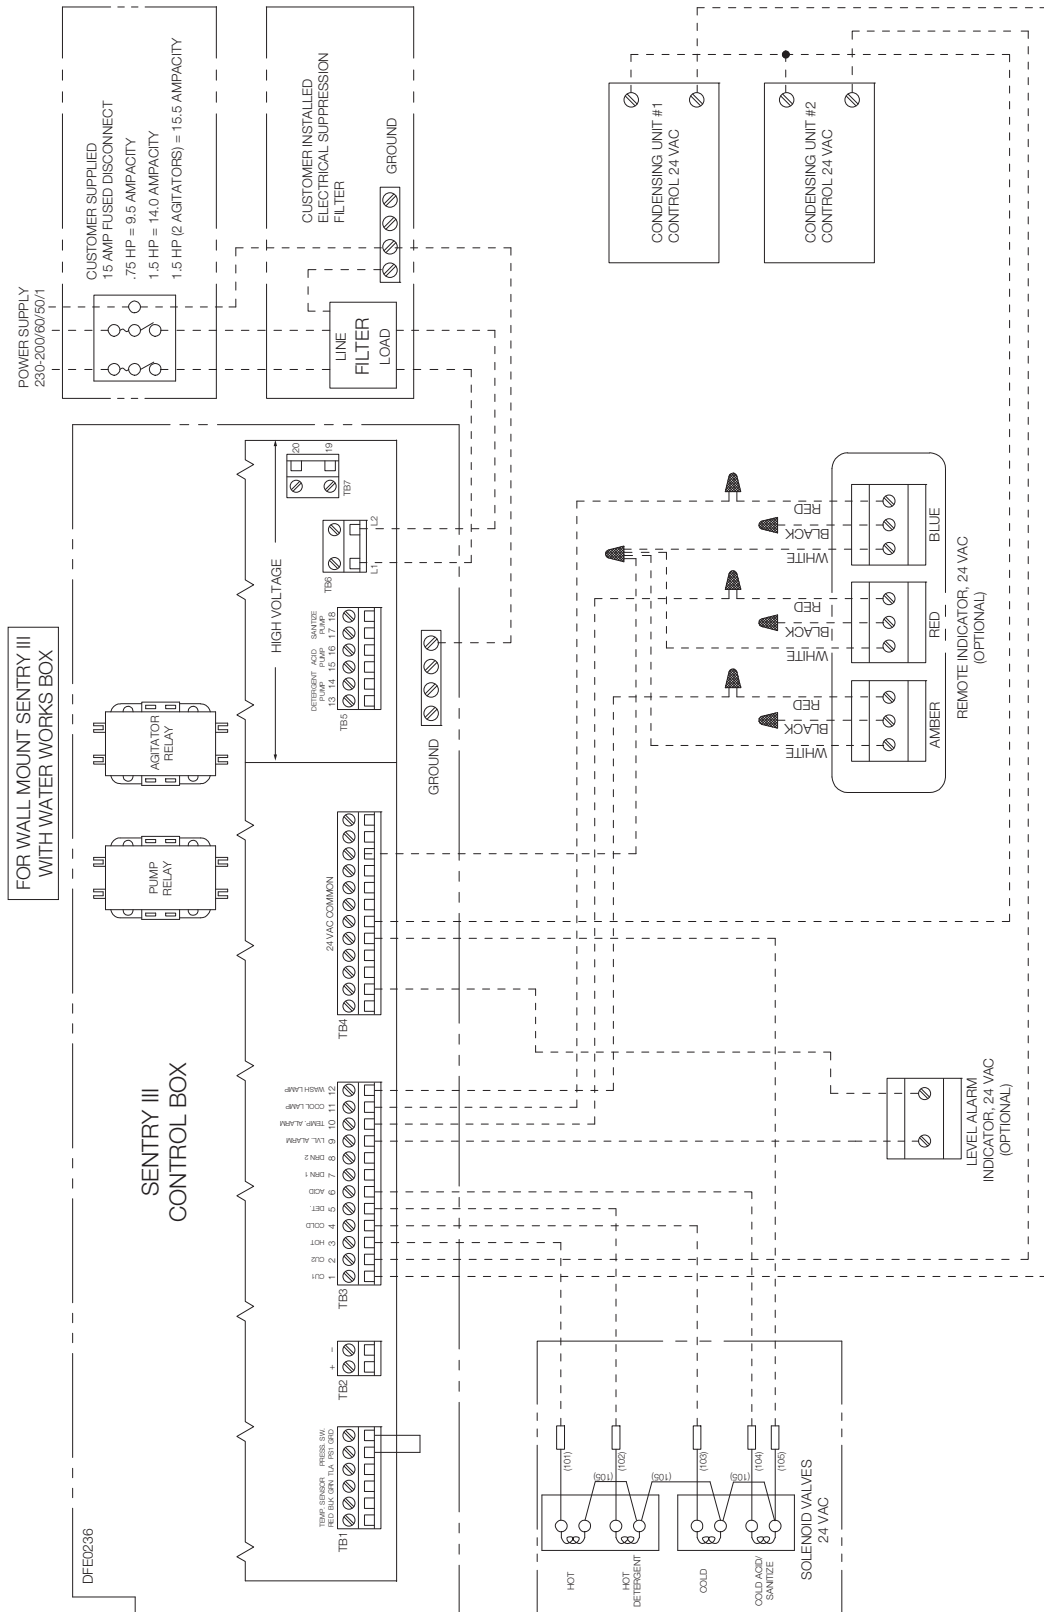 FOR WALL MOUNT SENTRY III
WITH WATER WORKS BOX
DFE0236
SENTRY III
CONTROL BOX
PUMP
RELAY
AGITATOR
RELAY
HIGH VOLTAGE
TB1
TEMP. SENSOR
PRESS. SW.
RED
BLK
GRN
TLA
PS1
GRD
TB2
+
-
TB3
1
2
3
4
5
6
7
8
9
10
11
12
CU1
CU2
HOT
COLD
DET.
ACID
DRN 1
DRN 2
LVL. ALARM
TEMP. ALARM
COOL LAMP
WASH LAMP
TB4
24 VAC COMMON
TB5
DETERGENT
PUMP
ACID
PUMP
SANITIZE
PUMP
13
14
15
16
17
18
TB6
L1
L2
TB7
20
19
GROUND
POWER SUPPLY
230-200/60/50/1
CUSTOMER SUPPLIED
15 AMP FUSED DISCONNECT
.75 HP = 9.5 AMPACITY
1.5 HP = 14.0 AMPACITY
1.5 HP (2 AGITATORS) = 15.5 AMPACITY
CUSTOMER INSTALLED
ELECTRICAL SUPPRESSION
FILTER
LINE
FILTER
LOAD
GROUND
CONDENSING UNIT #1
CONTROL 24 VAC
CONDENSING UNIT #2
CONTROL 24 VAC
WHITE
BLACK
RED
AMBER
WHITE
BLACK
RED
RED
WHITE
BLACK
RED
BLUE
REMOTE INDICATOR, 24 VAC
(OPTIONAL)
LEVEL ALARM
INDICATOR, 24 VAC
(OPTIONAL)
(101)
(105)
(102)
(105)
(103)
(105)
(104)
(105)
HOT
HOT
DETERGENT
COLD
COLD ACID/
SANITIZE
SOLENOID VALVES
24 VAC